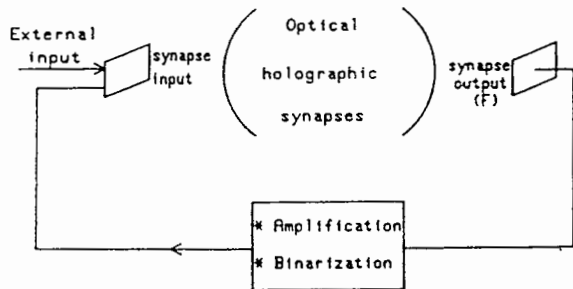 External
input
synapse
input
Optical
holographic
synapses
synapse
output
(F)
* Amplification
* Binarization